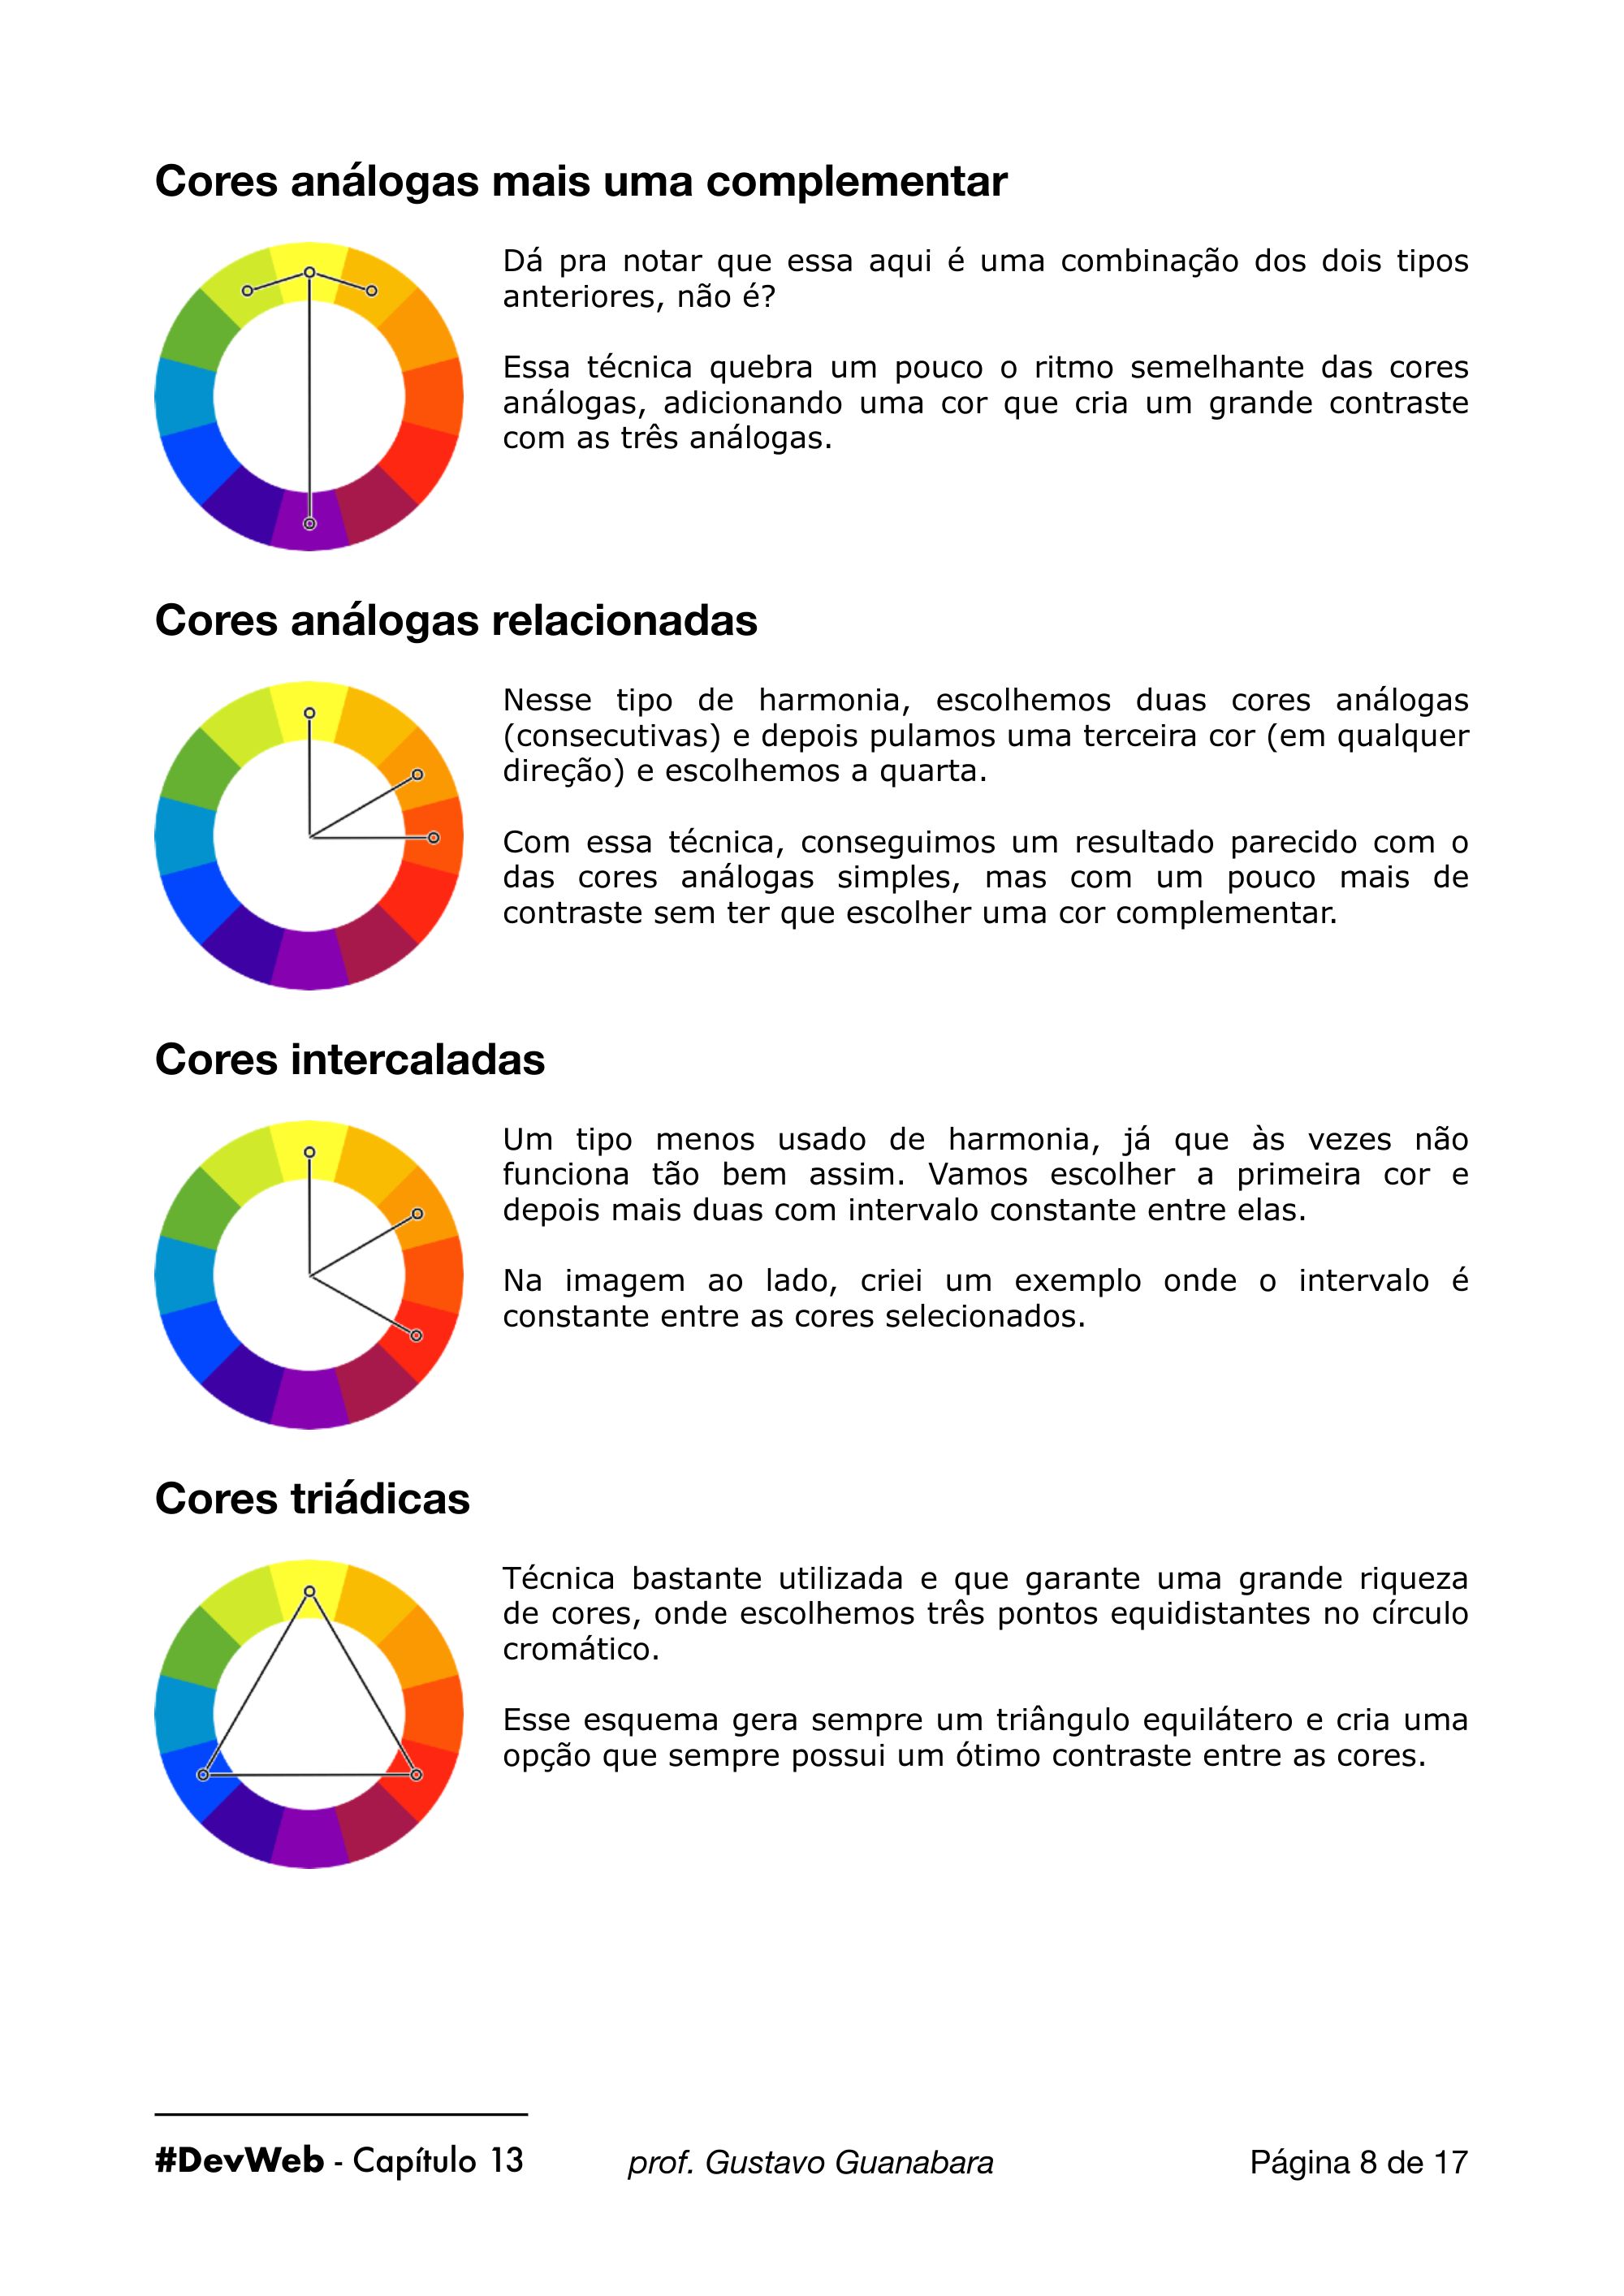 Cores análogas mais uma complementar
Dá pra notar que essa aqui é uma combinação dos dois tipos
anteriores, não é?
Essa técnica quebra um pouco o ritmo semelhante das cores
análogas, adicionando uma cor que cria um grande contraste
com as três análogas.
Cores análogas relacionadas
Nesse tipo de harmonia, escolhemos duas cores análogas
(consecutivas) e depois pulamos uma terceira cor (em qualquer
direção) e escolhemos a quarta.
Com essa técnica, conseguimos um resultado parecido com o
das cores análogas simples, mas com um pouco mais de
contraste sem ter que escolher uma cor complementar.
Cores intercaladas
Um tipo menos usado de harmonia, já que às vezes não
funciona tão bem assim. Vamos escolher a primeira cor e
depois mais duas com intervalo constante entre elas.
Na imagem ao lado, criei um exemplo onde o intervalo é
constante entre as cores selecionados.
Cores triádicas
Técnica bastante utilizada e que garante uma grande riqueza
de cores, onde escolhemos três pontos equidistantes no círculo
cromático.
Esse esquema gera sempre um triângulo equilátero e cria uma
opção que sempre possui um ótimo contraste entre as cores.
#DevWeb - Capítulo 13 prof. Gustavo Guanabara Página 8 de 17